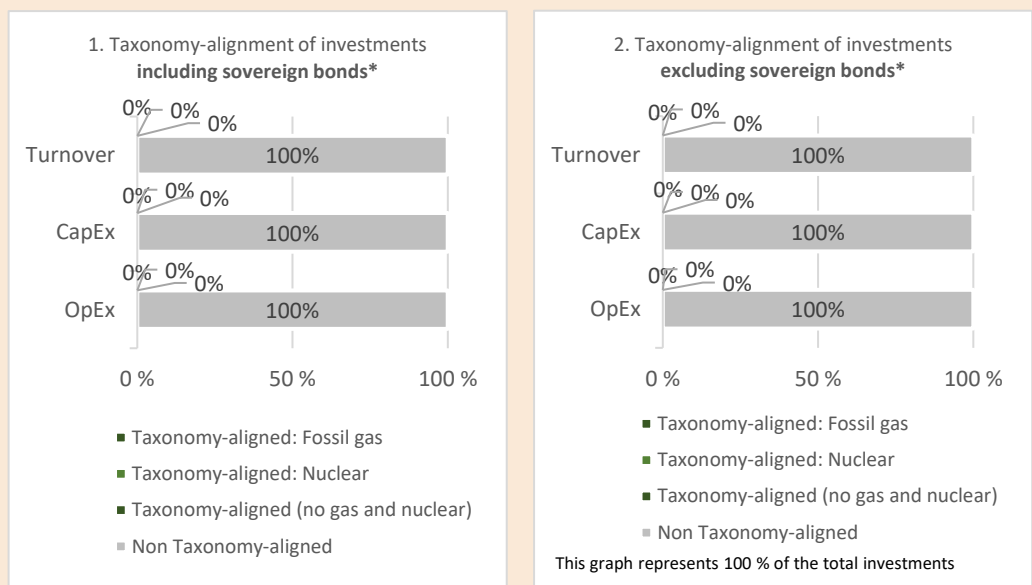 1. Taxonomy-alignment of investments
including sovereign bonds*
0% 0% 0%
Turnover 100%
0% 0% 0%
CapEx 100%
0% 0% 0%
OpEx 100%
0 % 50 % 100 %
Taxonomy-aligned: Fossil gas
Taxonomy-aligned: Nuclear
Taxonomy-aligned (no gas and nuclear)
Non Taxonomy-aligned
2. Taxonomy-alignment of investments
excluding sovereign bonds*
0% 0% 0%
Turnover 100%
0% 0% 0%
CapEx 100%
0% 0% 0%
OpEx 100%
0 % 50 % 100 %
Taxonomy-aligned: Fossil gas
Taxonomy-aligned: Nuclear
Taxonomy-aligned (no gas and nuclear)
Non Taxonomy-aligned
This graph represents 100 % of the total investments